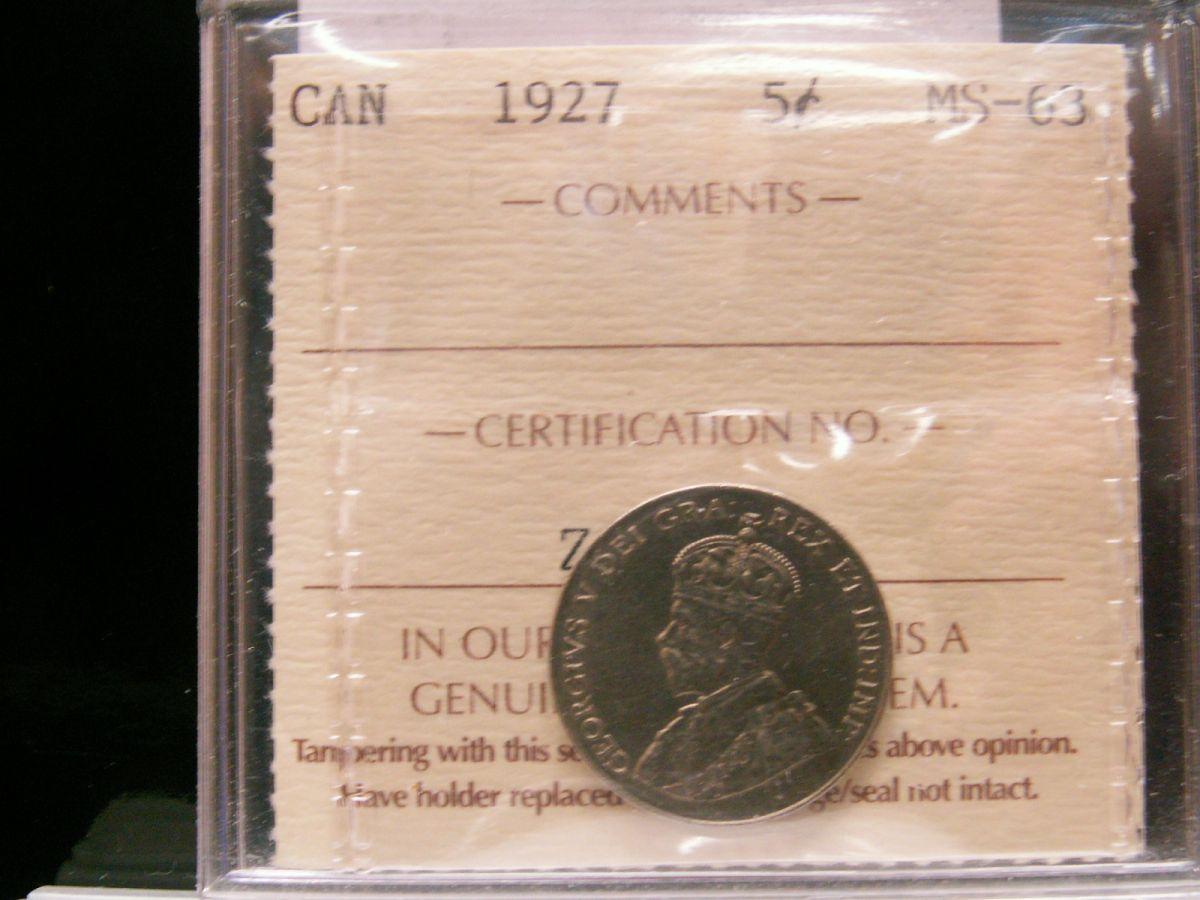 CAN 1927 5¢ MS-63
— COMMENTS —
— CERTIFICATION NO. —
Z
IN OUR IS A
GENUI EM.
Tampering with this se s above opinion.
Have holder replaced ge/seal not intact.
GEORGIVS V DEI GRA: REX ET IND: IMP: